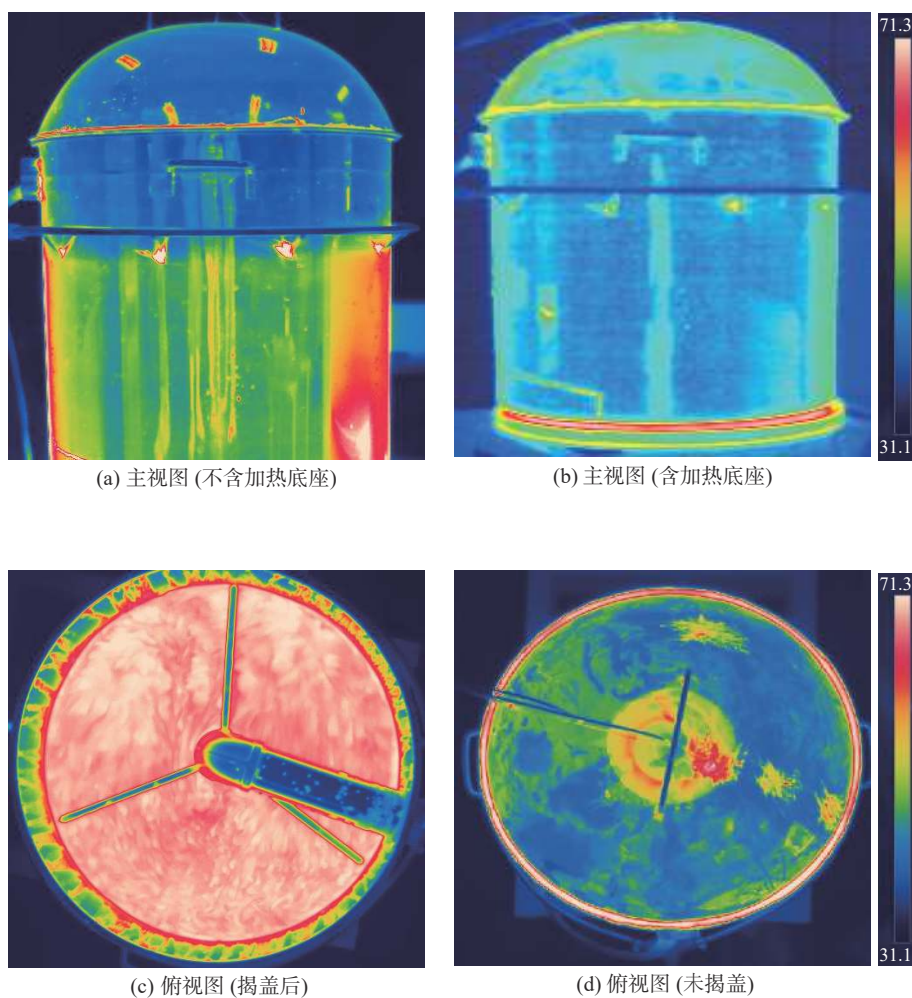 71.3
31.1
(a) 主视图 (不含加热底座)
(b) 主视图 (含加热底座)
71.3
31.1
(c) 俯视图 (揭盖后)
(d) 俯视图 (未揭盖)